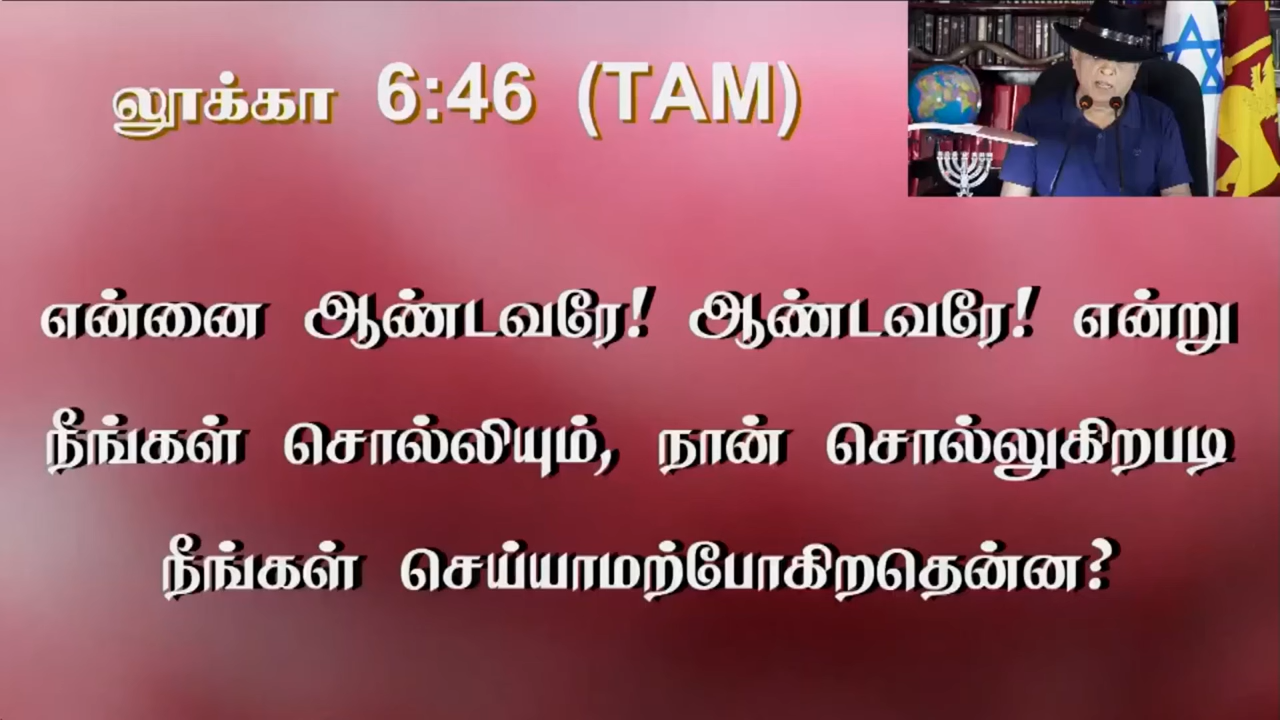 லூக்கா 6:46 (TAM)
என்னை ஆண்டவரே! ஆண்டவரே! என்று
நீங்கள் சொல்லியும், நான் சொல்லுகிறபடி
நீங்கள் செய்யாமற்போகிறதென்ன?